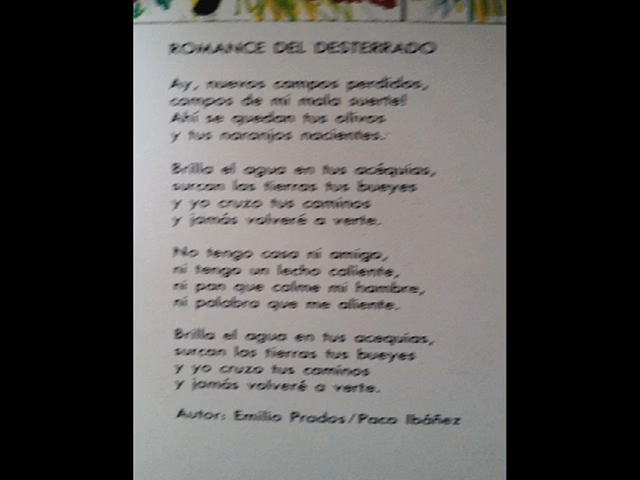 ROMANCE DEL DESTERRADO
Ay, nuevos campos perdidos,
campos de mi mala suerte!
Ahí se quedan tus olivos
y tus naranjos nacientes.
Brilla el agua en tus acéquias,
surcan las tierras tus bueyes
y yo cruzo tus caminos
y jamás volveré a verte.
No tengo casa ni amigo,
ni tengo un lecho caliente,
ni pan que calme mi hambre,
ni palabra que me aliente.
Brilla el agua en tus acequias,
surcan las tierras tus bueyes
y yo cruzo tus caminos
y jamás volveré a verte.
Autor: Emilio Prados/Paco Ibáñez